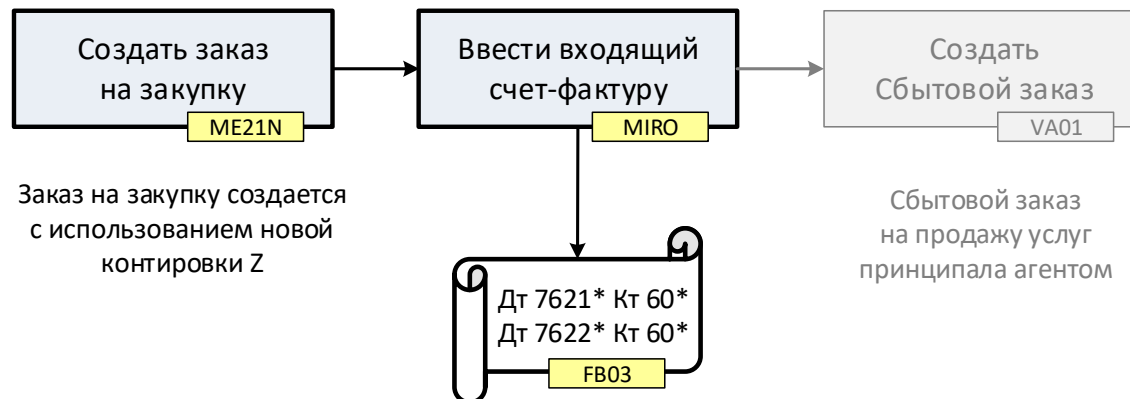 Создать заказ
на закупку
ME21N
Ввести входящий
счет-фактуру
MIRO
Создать
Сбытовой заказ
VA01
Заказ на закупку создается
с использованием новой
контировки Z
Дт 7621* Кт 60*
Дт 7622* Кт 60*
FB03
Сбытовой заказ
на продажу услуг
принципала агентом